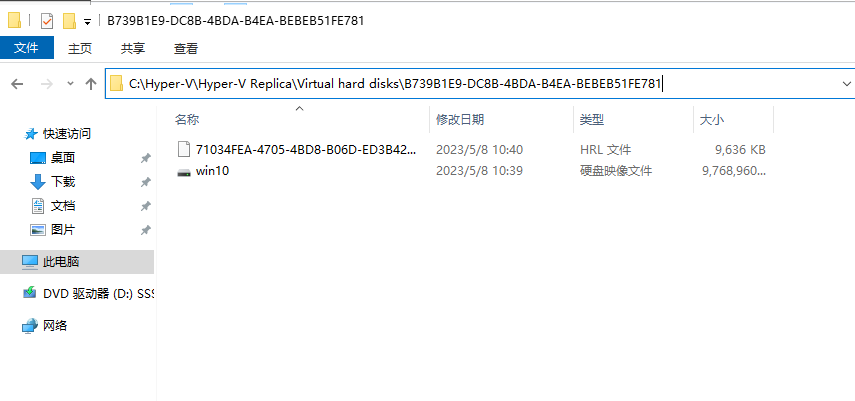 B739B1E9-DC8B-4BDA-B4EA-BEBEB51FE781
文件 主页 共享 查看
C:\Hyper-V\Hyper-V Replica\Virtual hard disks\B739B1E9-DC8B-4BDA-B4EA-BEBEB51FE781
名称 修改日期 类型 大小
快速访问
桌面
下载
文档
图片
此电脑
DVD 驱动器 (D:) SS
网络
71034FEA-4705-4BD8-B06D-ED3B42... 2023/5/8 10:40 HRL 文件 9,636 KB
win10 2023/5/8 10:39 硬盘映像文件 9,768,960...